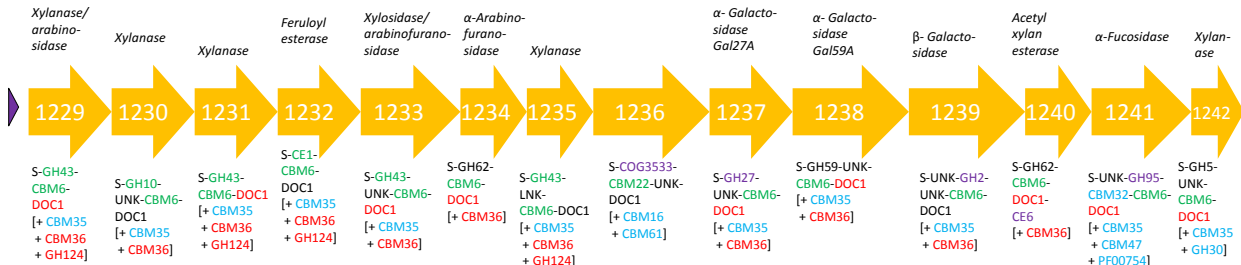 Xylanase/
arabino-
sidase
Xylanase
Xylanase
Feruloyl
esterase
Xylosidase/
arabinofurano-
sidase
α-Arabino-
furano-
sidase
Xylanase
α- Galacto-
sidase
Gal27A
α- Galacto-
sidase
Gal59A
β- Galacto-
sidase
Acetyl
xylan
esterase
α-Fucosidase
Xylan-
ase
1229
1230
1231
1232
1233
1234
1235
1236
1237
1238
1239
1240
1241
1242
S-GH43-
CBM6-
DOC1
[+ CBM35
+ CBM36
+ GH124]
S-GH10-
UNK-CBM6-
DOC1
[+ CBM35
+ CBM36]
S-GH43-
CBM6-DOC1
[+ CBM35
+ CBM36
+ GH124]
S-CE1-
CBM6-
DOC1
[+ CBM35
+ CBM36
+ GH124]
S-GH43-
UNK-CBM6-
DOC1
[+ CBM35
+ CBM36]
S-GH62-
CBM6-
DOC1
[+ CBM36]
S-GH43-
LNK-
CBM6-DOC1
[+ CBM35
+ CBM36
+ GH124]
S-COG3533-
CBM22-UNK-
DOC1
[+ CBM16
+ CBM61]
S-GH27-
UNK-CBM6-
DOC1
[+ CBM35
+ CBM36]
S-GH59-UNK-
CBM6-DOC1
[+ CBM35
+ CBM36]
S-UNK-GH2-
UNK-CBM6-
DOC1
[+ CBM35
+ CBM36]
S-GH62-
CBM6-
DOC1-
CE6
[+ CBM36]
S-UNK-GH95-
CBM32-CBM6-
DOC1
[+ CBM35
+ CBM47
+ PF00754]
S-GH5-
UNK-
CBM6-
DOC1
[+ CBM35
+ GH30]